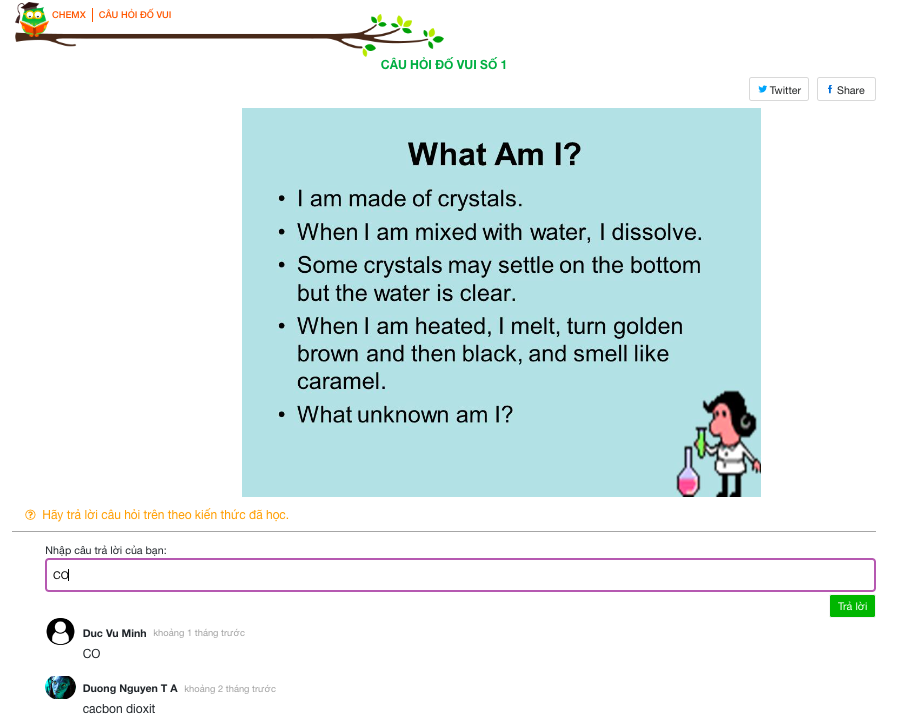 CHEMX | CÂU HỎI ĐỐ VUI
CÂU HỎI ĐỐ VUI SỐ 1
Twitter
Share
What Am I?
• I am made of crystals.
• When I am mixed with water, I dissolve.
• Some crystals may settle on the bottom
but the water is clear.
• When I am heated, I melt, turn golden
brown and then black, and smell like
caramel.
• What unknown am I?
Hãy trả lời câu hỏi trên theo kiến thức đã học.
Nhập câu trả lời của bạn:
CO
Trả lời
Duc Vu Minh khoảng 1 tháng trước
CO
Duong Nguyen T A khoảng 2 tháng trước
cacbon dioxit